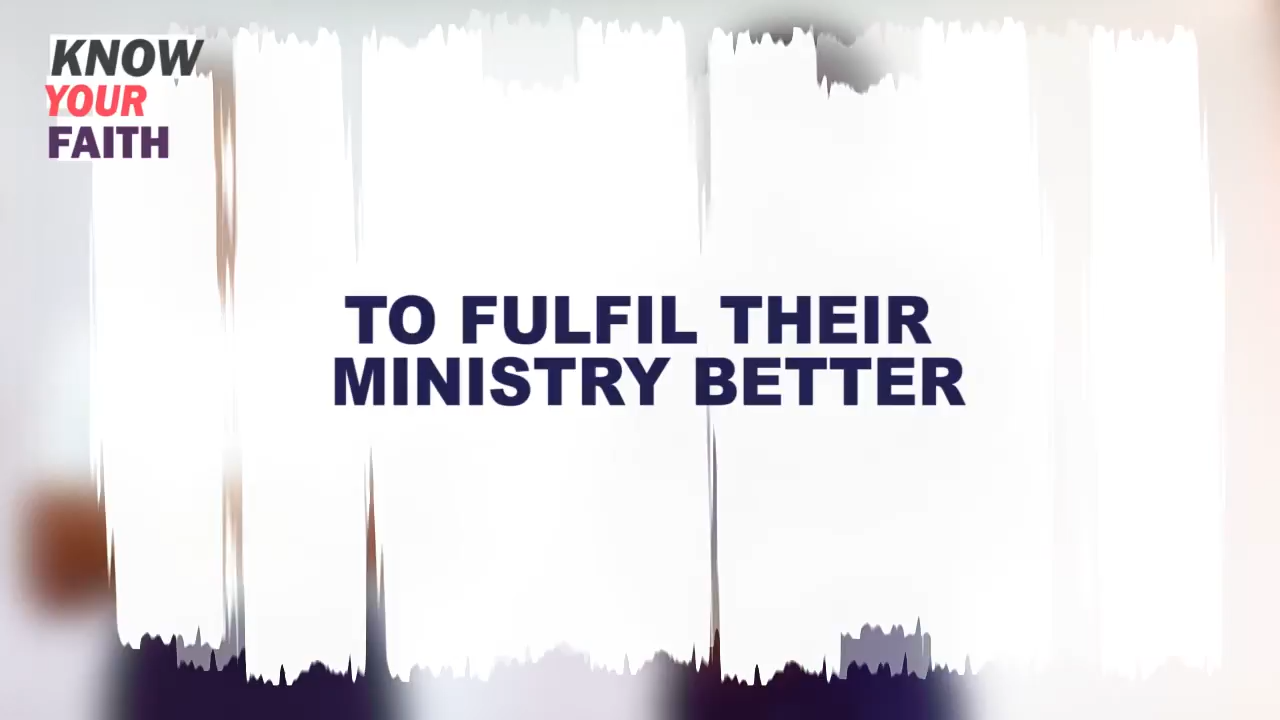 KNOW
YOUR
FAITH
TO FULFIL THEIR
MINISTRY BETTER